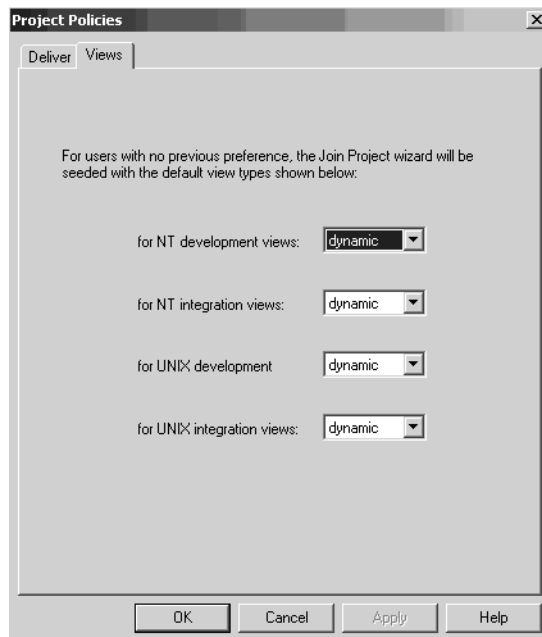 Project Policies
Deliver Views
For users with no previous preference, the Join Project wizard will be
seeded with the default view types shown below:
for NT development views: dynamic
for NT integration views: dynamic
for UNIX development dynamic
for UNIX integration views: dynamic
OK Cancel Apply Help